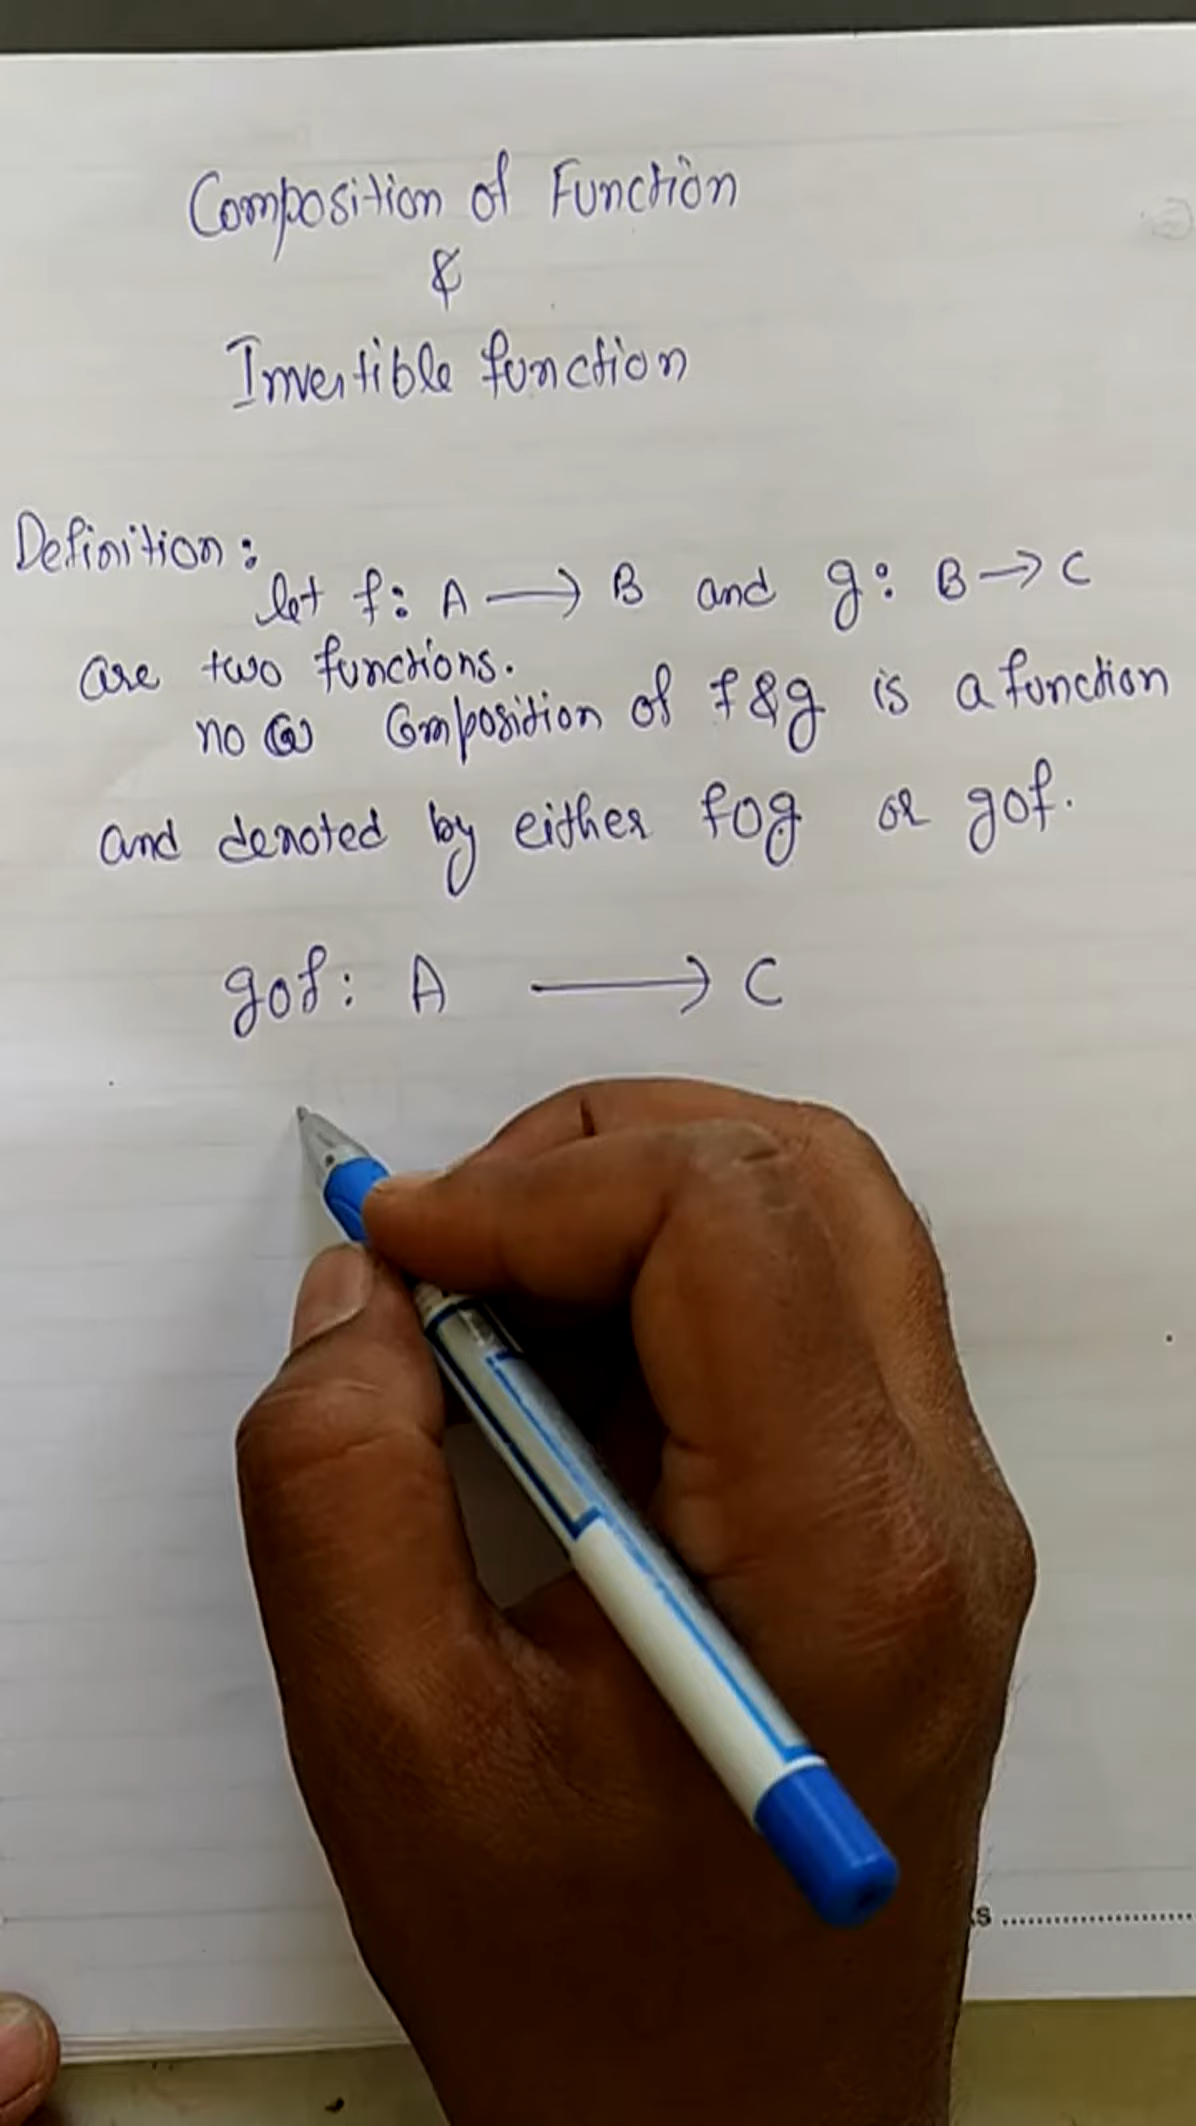 Composition of Function
&
Invertible function
Definition:
let f: A ⟶ B and g: B → C
are two functions.
now Composition of f & g is a function
and denoted by either fog or gof.
gof: A ⟶ C